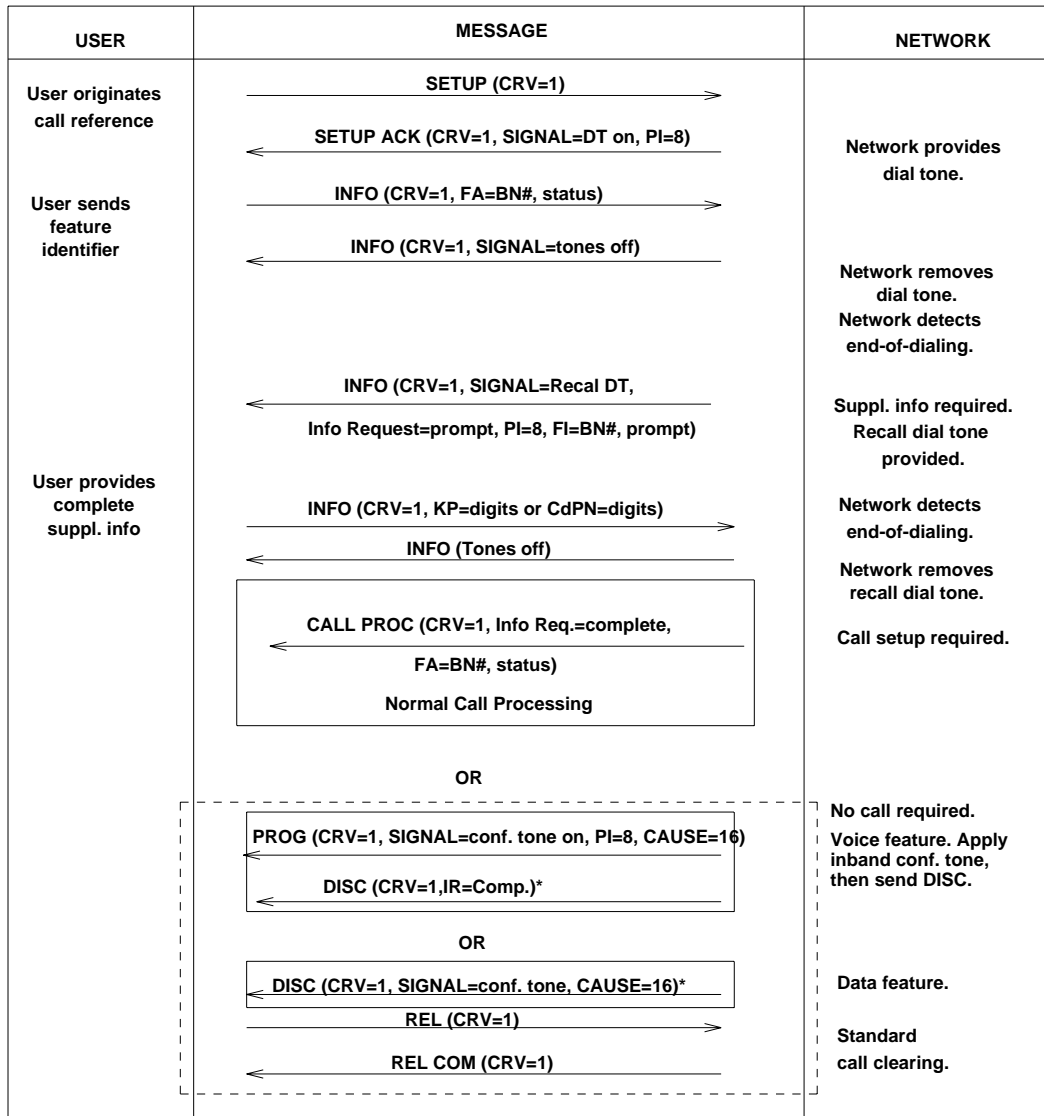 USER
MESSAGE
NETWORK
SETUP (CRV=1)
User originates
call reference
SETUP ACK (CRV=1, SIGNAL=DT on, PI=8)
Network provides
dial tone.
INFO (CRV=1, FA=BN#, status)
User sends
feature
identifier
INFO (CRV=1, SIGNAL=tones off)
Network removes
dial tone.
Network detects
end-of-dialing.
INFO (CRV=1, SIGNAL=Recal DT,
Info Request=prompt, PI=8, FI=BN#, prompt)
Suppl. info required.
Recall dial tone
provided.
User provides
complete
suppl. info
INFO (CRV=1, KP=digits or CdPN=digits)
Network detects
end-of-dialing.
INFO (Tones off)
Network removes
recall dial tone.
CALL PROC (CRV=1, Info Req.=complete,
FA=BN#, status)
Call setup required.
Normal Call Processing
OR
No call required.
PROG (CRV=1, SIGNAL=conf. tone on, PI=8, CAUSE=16)
Voice feature. Apply
inband conf. tone,
then send DISC.
DISC (CRV=1,IR=Comp.)*
OR
DISC (CRV=1, SIGNAL=conf. tone, CAUSE=16)*
Data feature.
REL (CRV=1)
Standard
call clearing.
REL COM (CRV=1)